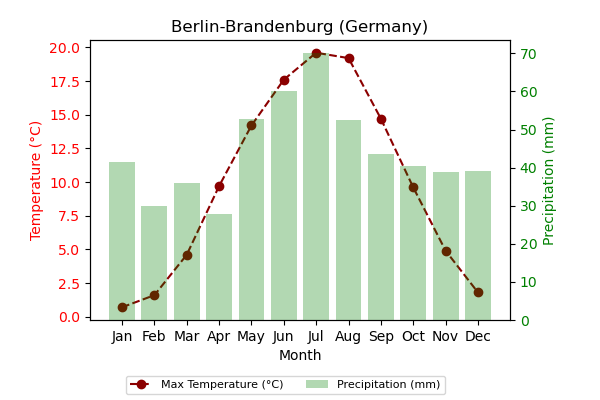 Berlin-Brandenburg (Germany)
20.0
17.5
15.0
12.5
10.0
7.5
5.0
2.5
0.0
Temperature (°C)
70
60
50
40
30
20
10
0
Precipitation (mm)
Jan Feb Mar Apr May Jun Jul Aug Sep Oct Nov Dec
Month
Max Temperature (°C) Precipitation (mm)